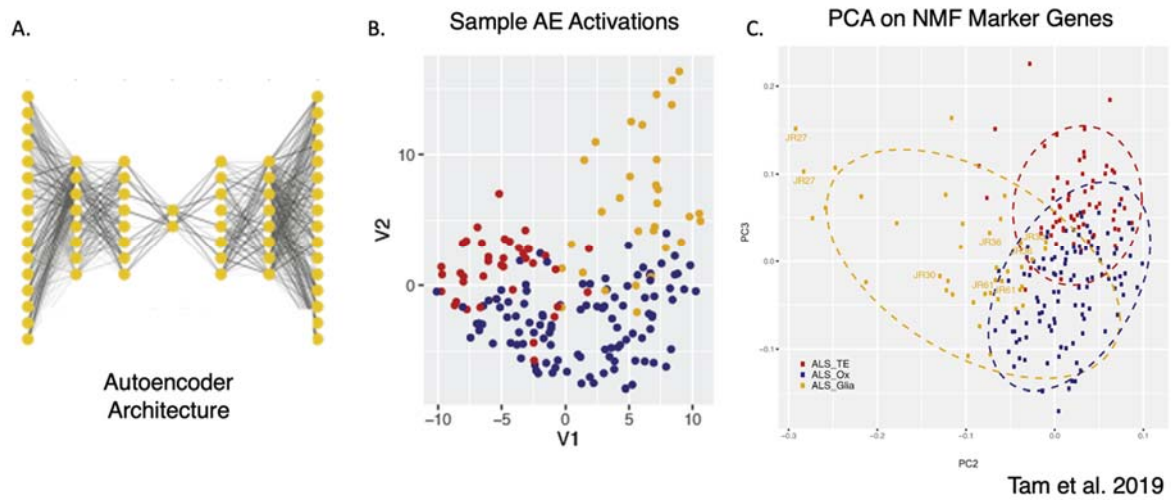 A.
Autoencoder
Architecture
B.
Sample AE Activations
V2
10
0
−10
−5
0
5
10
V1
C.
PCA on NMF Marker Genes
PC3
0.2
0.1
0.0
-0.1
JR27
JR27
JR36
JR30
JR61
JR61
ALS_TE
ALS_Ox
ALS_Glia
-0.3
-0.2
-0.1
0.0
0.1
PC2
Tam et al. 2019